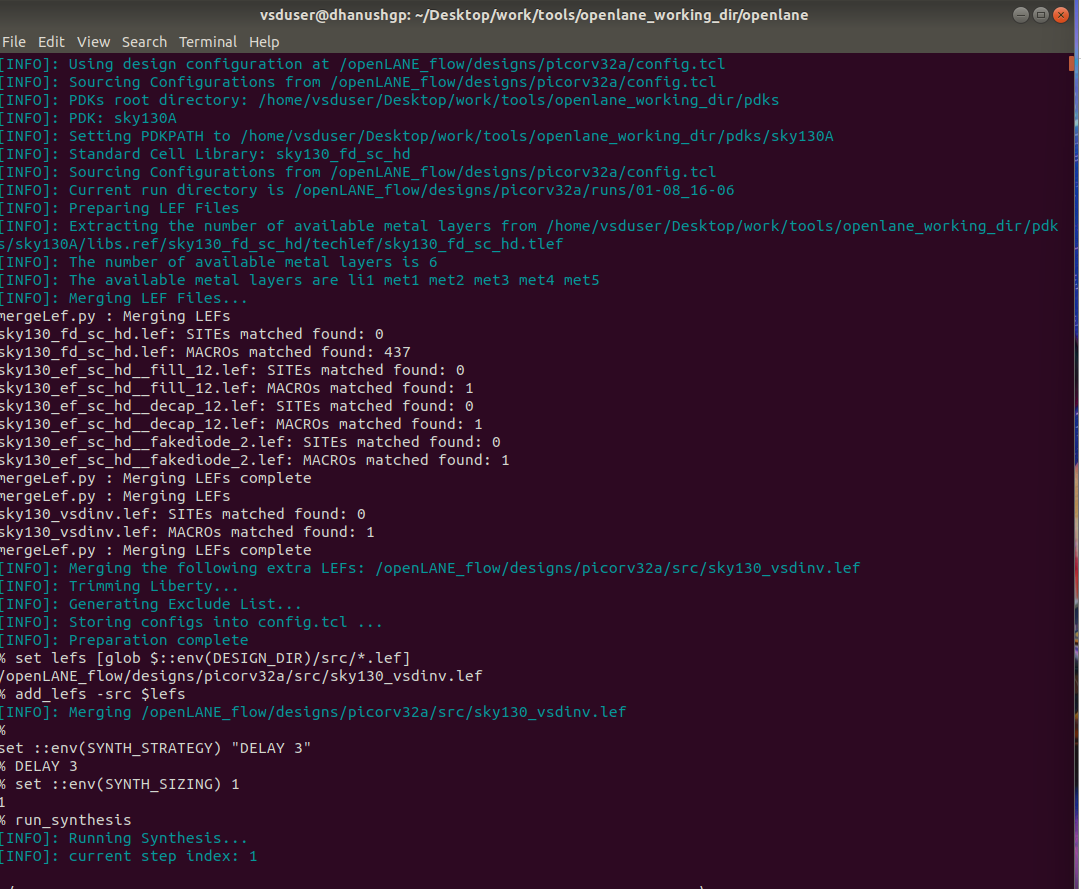 vsduser@dhanushgp: ~/Desktop/work/tools/openlane_working_dir/openlane
File Edit View Search Terminal Help
[INFO]: Using design configuration at /openLANE_flow/designs/picorv32a/config.tcl
[INFO]: Sourcing Configurations from /openLANE_flow/designs/picorv32a/config.tcl
[INFO]: PDKs root directory: /home/vsduser/Desktop/work/tools/openlane_working_dir/pdks
[INFO]: PDK: sky130A
[INFO]: Setting PDKPATH to /home/vsduser/Desktop/work/tools/openlane_working_dir/pdks/sky130A
[INFO]: Standard Cell Library: sky130_fd_sc_hd
[INFO]: Sourcing Configurations from /openLANE_flow/designs/picorv32a/config.tcl
[INFO]: Current run directory is /openLANE_flow/designs/picorv32a/runs/01-08_16-06
[INFO]: Preparing LEF Files
[INFO]: Extracting the number of available metal layers from /home/vsduser/Desktop/work/tools/openlane_working_dir/pdk
s/sky130A/libs.ref/sky130_fd_sc_hd/techlef/sky130_fd_sc_hd.tlef
[INFO]: The number of available metal layers is 6
[INFO]: The available metal layers are li1 met1 met2 met3 met4 met5
[INFO]: Merging LEF Files...
mergeLef.py : Merging LEFs
sky130_fd_sc_hd.lef: SITEs matched found: 0
sky130_fd_sc_hd.lef: MACROs matched found: 437
sky130_ef_sc_hd__fill_12.lef: SITEs matched found: 0
sky130_ef_sc_hd__fill_12.lef: MACROs matched found: 1
sky130_ef_sc_hd__decap_12.lef: SITEs matched found: 0
sky130_ef_sc_hd__decap_12.lef: MACROs matched found: 1
sky130_ef_sc_hd__fakediode_2.lef: SITEs matched found: 0
sky130_ef_sc_hd__fakediode_2.lef: MACROs matched found: 1
mergeLef.py : Merging LEFs complete
mergeLef.py : Merging LEFs
sky130_vsdinv.lef: SITEs matched found: 0
sky130_vsdinv.lef: MACROs matched found: 1
mergeLef.py : Merging LEFs complete
[INFO]: Merging the following extra LEFs: /openLANE_flow/designs/picorv32a/src/sky130_vsdinv.lef
[INFO]: Trimming Liberty...
[INFO]: Generating Exclude List...
[INFO]: Storing configs into config.tcl ...
[INFO]: Preparation complete
% set lefs [glob $::env(DESIGN_DIR)/src/*.lef]
/openLANE_flow/designs/picorv32a/src/sky130_vsdinv.lef
% add_lefs -src $lefs
[INFO]: Merging /openLANE_flow/designs/picorv32a/src/sky130_vsdinv.lef
%
set ::env(SYNTH_STRATEGY) "DELAY 3"
% DELAY 3
% set ::env(SYNTH_SIZING) 1
1
% run_synthesis
[INFO]: Running Synthesis...
[INFO]: current step index: 1